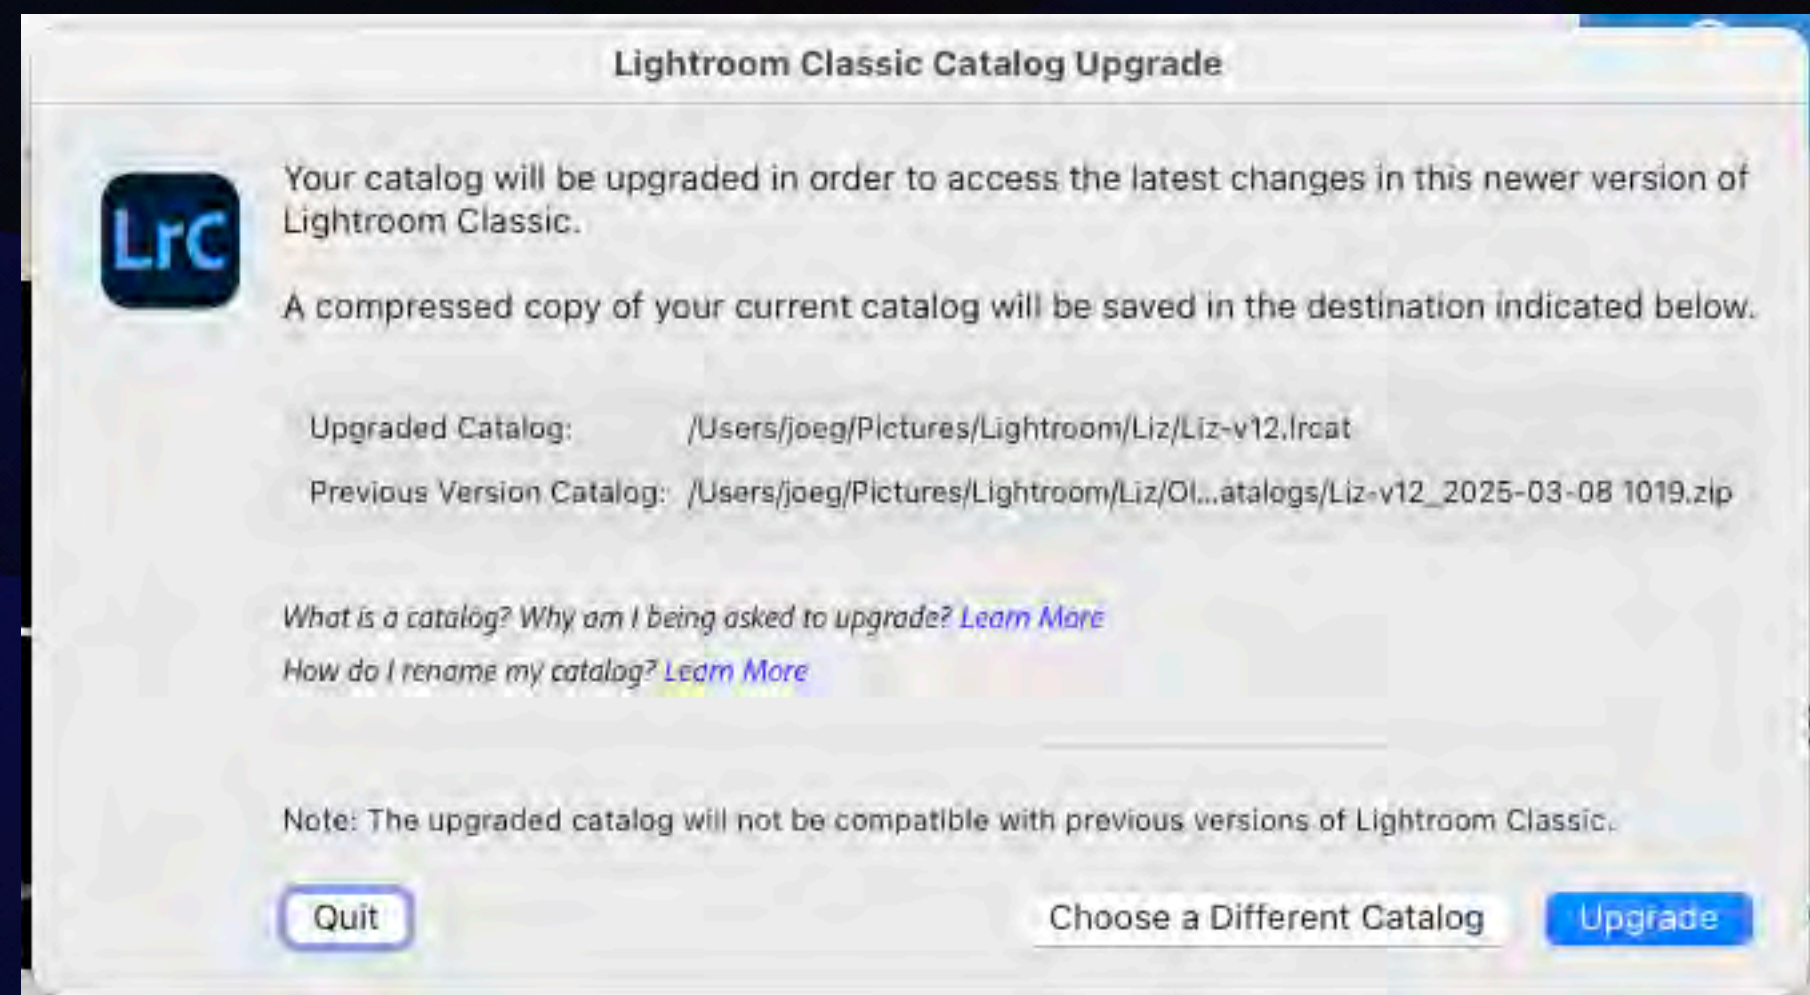 Lightroom Classic Catalog Upgrade
LrC
Your catalog will be upgraded in order to access the latest changes in this newer version of
Lightroom Classic.
A compressed copy of your current catalog will be saved in the destination indicated below.
Upgraded Catalog: /Users/joeg/Pictures/Lightroom/Liz/Liz-v12.lrcat
Previous Version Catalog: /Users/joeg/Pictures/Lightroom/Liz/Ol...atalogs/Liz-v12_2025-03-08 1019.zip
What is a catalog? Why am I being asked to upgrade? Learn More
How do I rename my catalog? Learn More
Note: The upgraded catalog will not be compatible with previous versions of Lightroom Classic.
Quit Choose a Different Catalog Upgrade